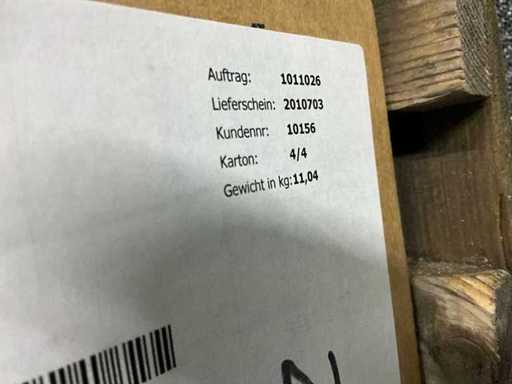 Auftrag: 1011026
Lieferschein: 2010703
Kundennr: 10156
Karton: 4/4
Gewicht in kg:11,04